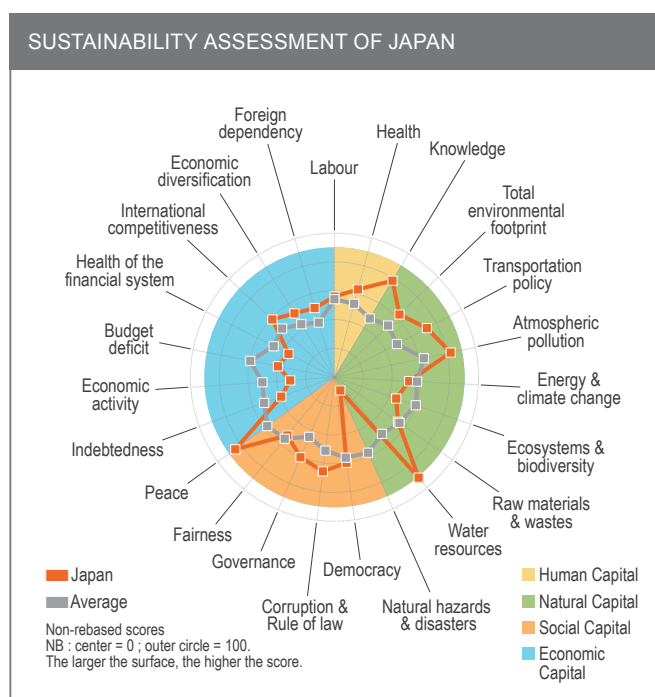 SUSTAINABILITY ASSESSMENT OF JAPAN
Foreign
dependency
Health
Knowledge
Economic
diversification
Labour
Total
environmental
footprint
International
competitiveness
Transportation
policy
Health of the
financial system
Atmospheric
pollution
Budget
deficit
Energy &
climate change
Economic
activity
Ecosystems &
biodiversity
Indebtedness
Raw materials
& wastes
Peace
Water
resources
Fairness
Governance
Democracy
Corruption &
Rule of law
Natural hazards
& disasters
Japan
Average
Non-rebased scores
NB : center = 0 ; outer circle = 100.
The larger the surface, the higher the score.
Human Capital
Natural Capital
Social Capital
Economic
Capital